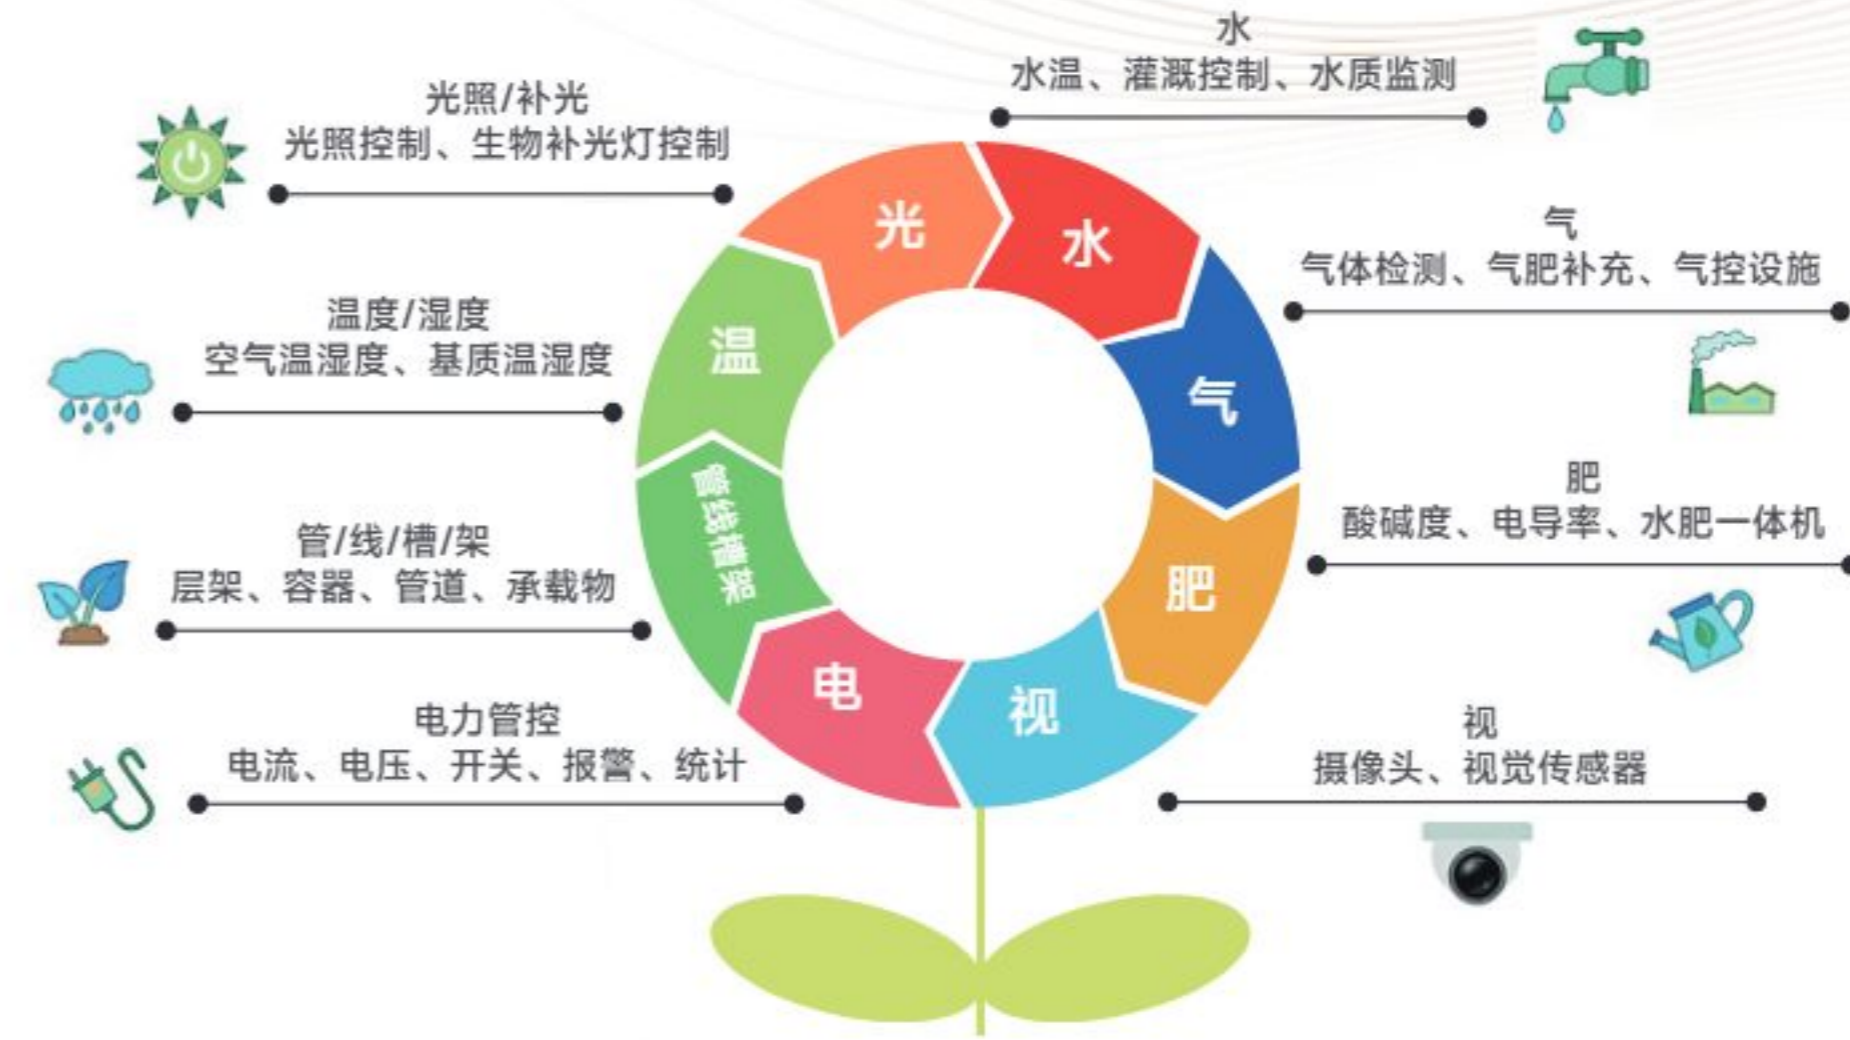 水
水温、灌溉控制、水质监测
光照/补光
光照控制、生物补光灯控制
气
气体检测、气肥补充、气控设施
温度/湿度
空气温湿度、基质温湿度
肥
酸碱度、电导率、水肥一体机
管/线/槽/架
层架、容器、管道、承载物
视
摄像头、视觉传感器
电力管控
电流、电压、开关、报警、统计
光
水
气
肥
视
电
管线槽架
温